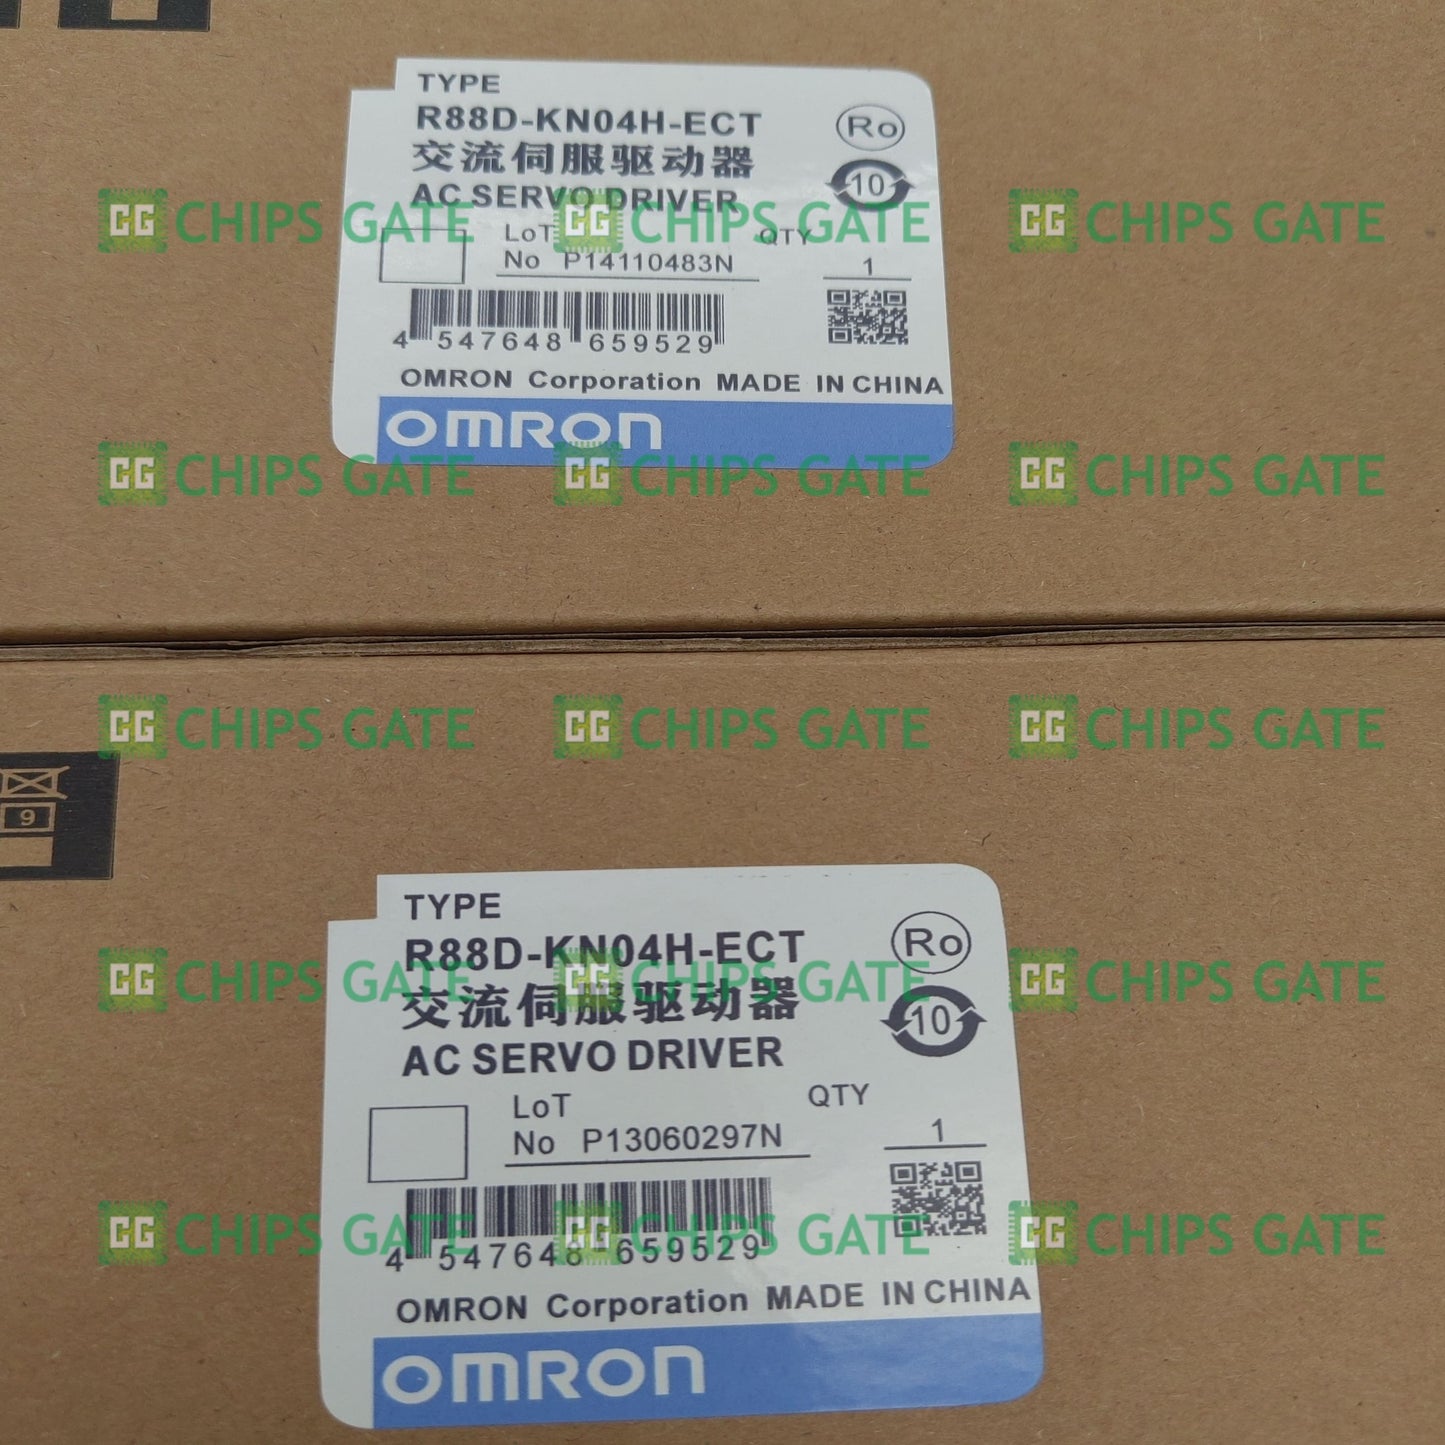 TYPE
R88D-KN04H-ECT
交流伺服驱动器
AC SERVO DRIVER
Ro
10
LoT
No P14110483N
QTY
1
4 547648 659529
OMRON Corporation MADE IN CHINA
OMRON
CG CHIPS GATE CG CHIPS GATE CG CHIPS GATE
CG CHIPS GATE CG CHIPS GATE CG CHIPS GATE
CG CHIPS GATE CG CHIPS GATE CG CHIPS GATE
9
TYPE
R88D-KN04H-ECT
交流伺服驱动器
AC SERVO DRIVER
Ro
10
LoT
No P13060297N
QTY
1
4 547648 659529
OMRON Corporation MADE IN CHINA
OMRON
CG CHIPS GATE CG CHIPS GATE CG CHIPS GATE
CG CHIPS GATE CG CHIPS GATE CG CHIPS GATE